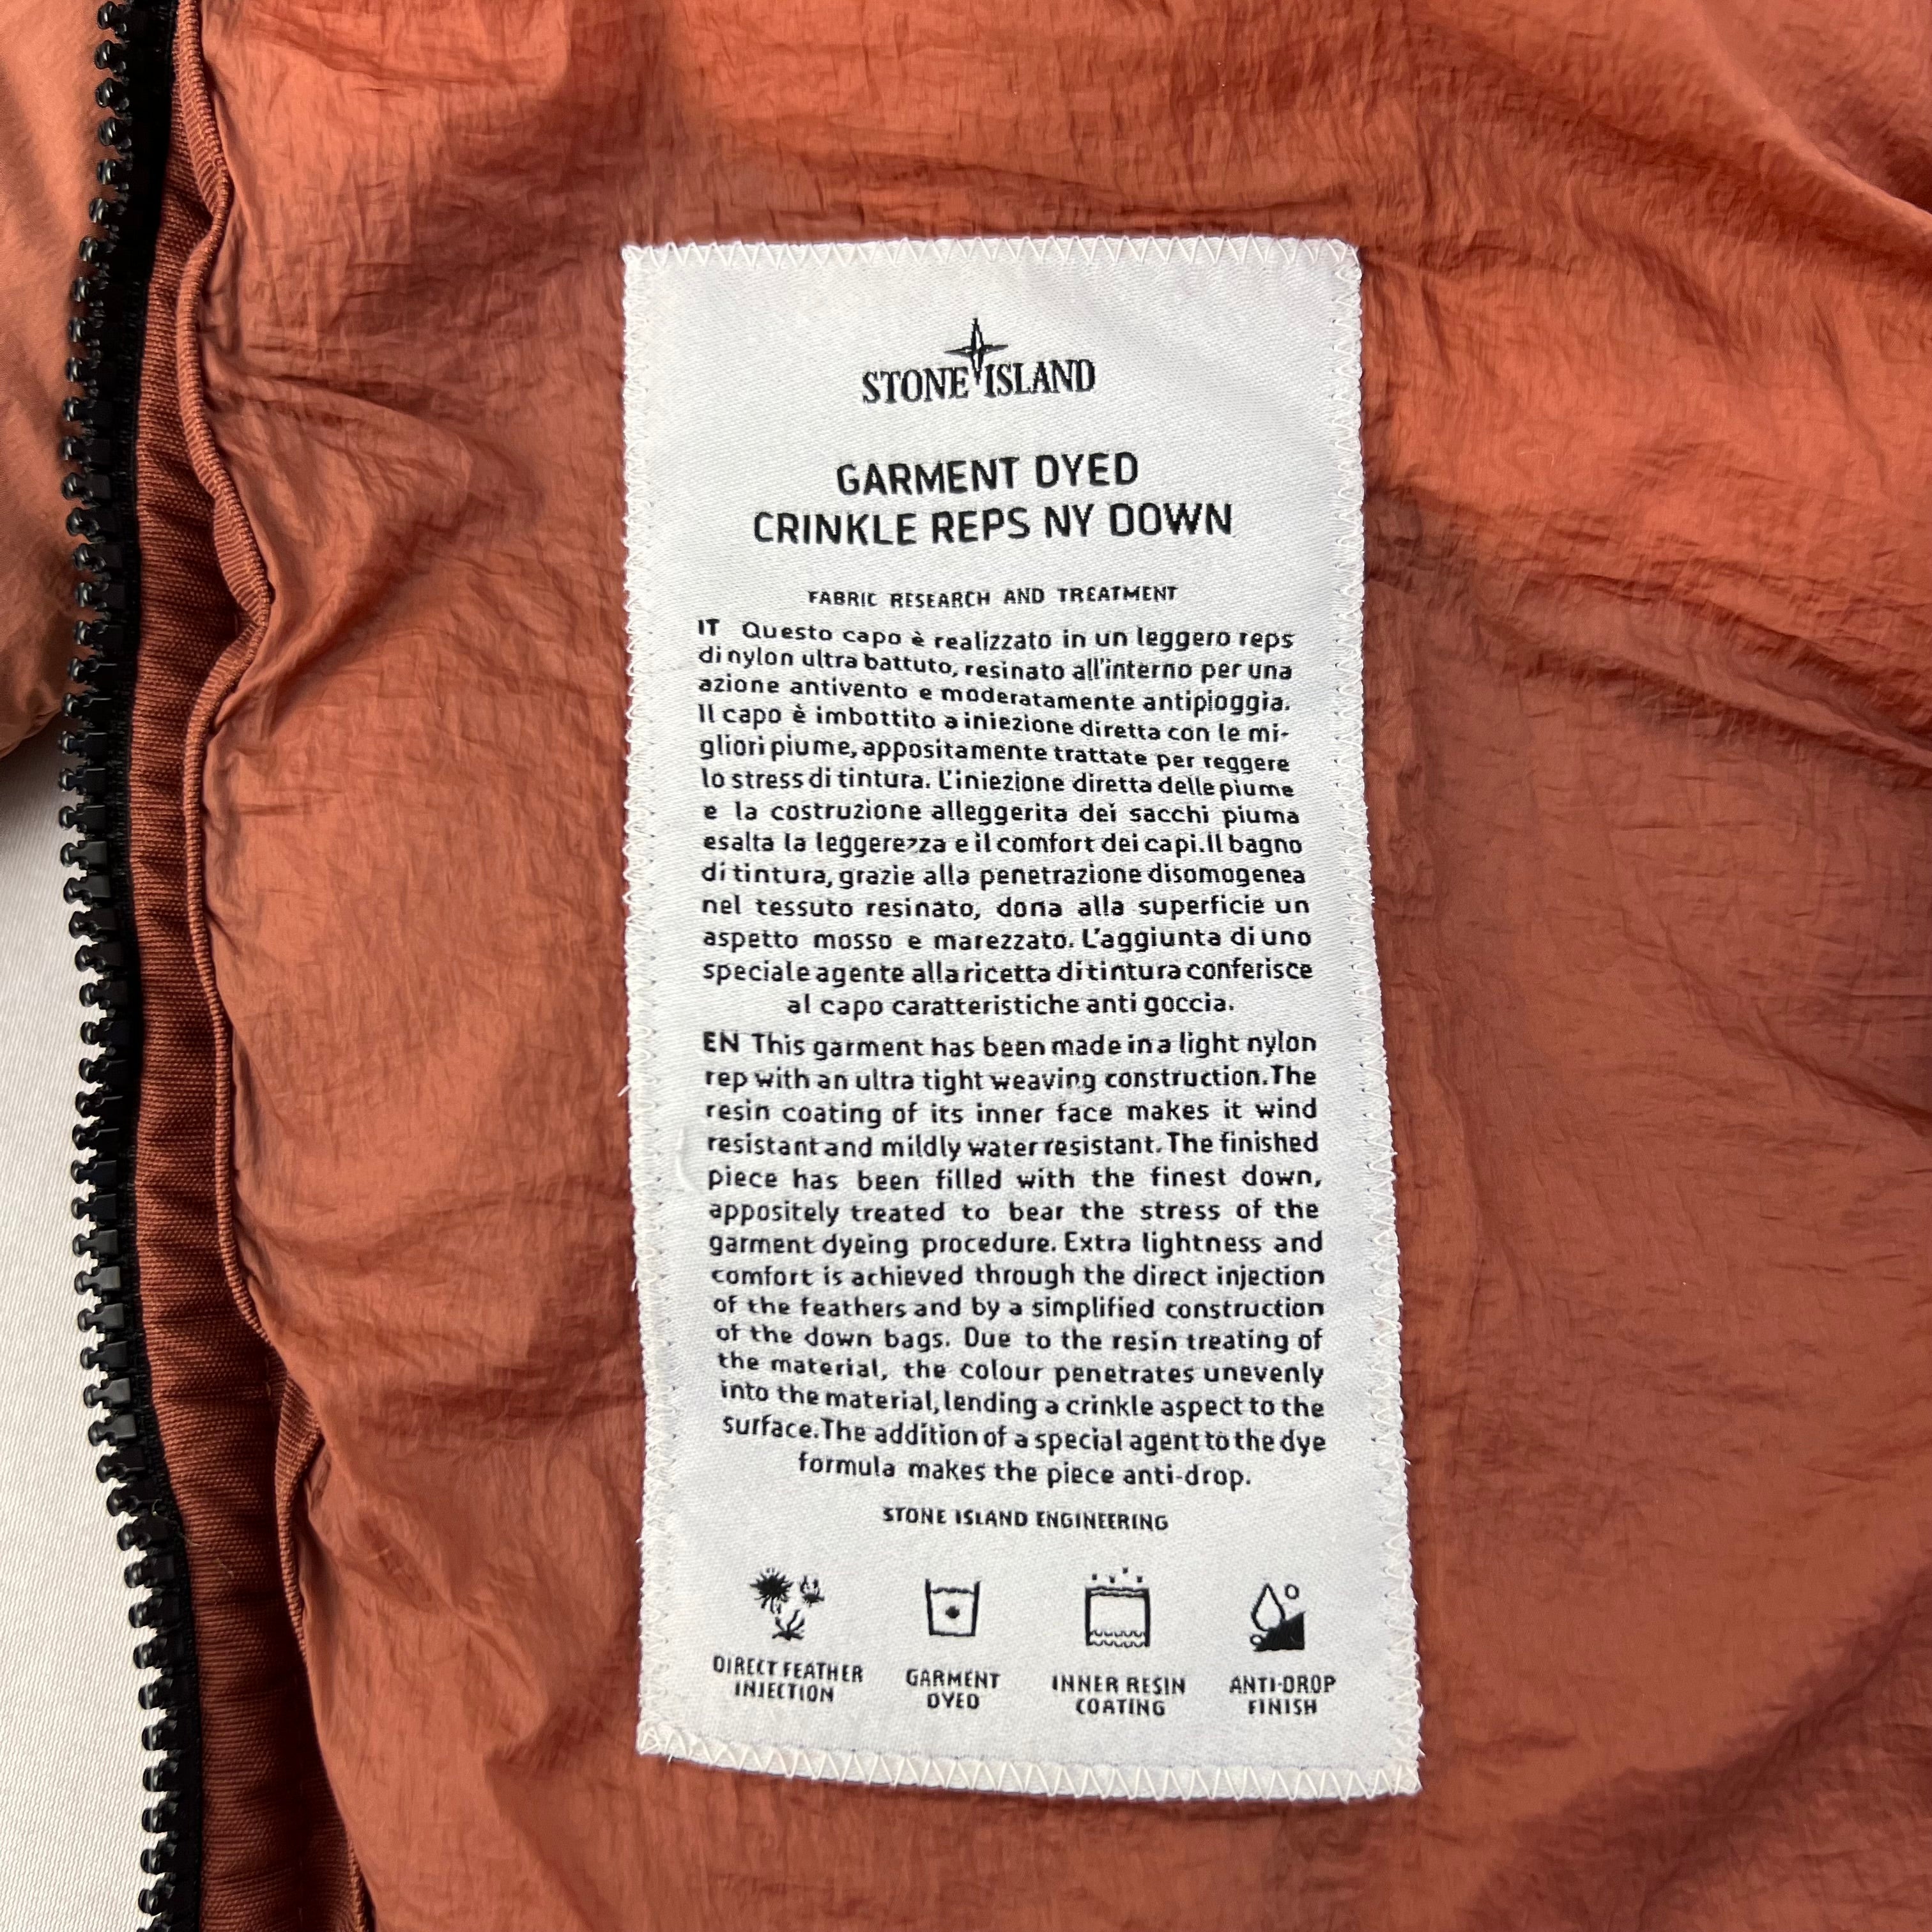 STONE ISLAND
GARMENT DYED
CRINKLE REPS NY DOWN
FABRIC RESEARCH AND TREATMENT
IT Questo capo è realizzato in un leggero reps
di nylon ultra battuto, resinato all'interno per una
azione antivento e moderatamente antipioggia.
Il capo è imbottito a iniezione diretta con le mi-
gliori piume, appositamente trattate per reggere
lo stress di tintura. L'iniezione diretta delle piume
e la costruzione alleggerita dei sacchi piuma
esalta la leggerezza e il comfort dei capi. Il bagno
di tintura, grazie alla penetrazione disomogenea
nel tessuto resinato, dona alla superficie un
aspetto mosso e marezzato. L'aggiunta di uno
speciale agente alla ricetta di tintura conferisce
al capo caratteristiche anti goccia.
EN This garment has been made in a light nylon
rep with an ultra tight weaving construction. The
resin coating of its inner face makes it wind
resistant and mildly water resistant. The finished
piece has been filled with the finest down,
appositely treated to bear the stress of the
garment dyeing procedure. Extra lightness and
comfort is achieved through the direct injection
of the feathers and by a simplified construction
of the down bags. Due to the resin treating of
the material, the colour penetrates unevenly
into the material, lending a crinkle aspect to the
surface. The addition of a special agent to the dye
formula makes the piece anti-drop.
STONE ISLAND ENGINEERING
DIRECT FEATHER
INJECTION
GARMENT
DYED
INNER RESIN
COATING
ANTI-DROP
FINISH